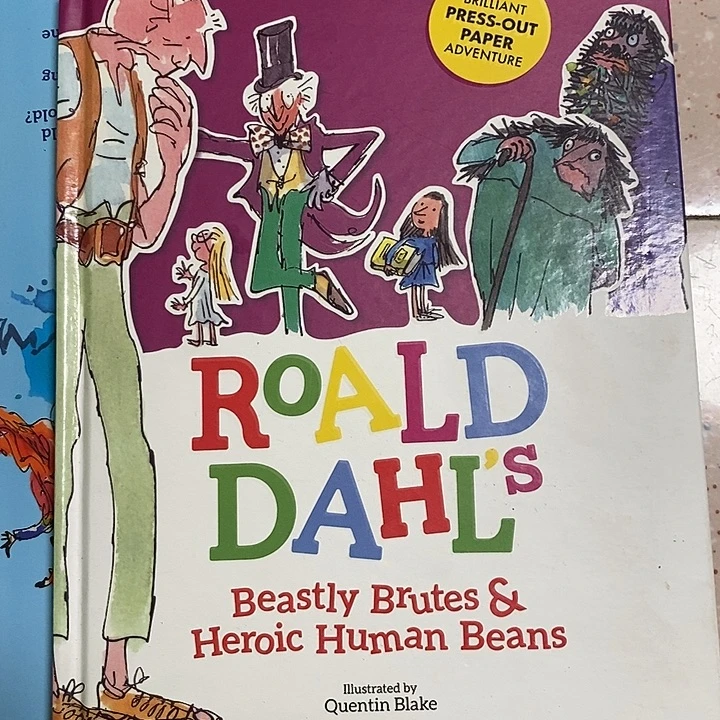 BRILLIANT
PRESS-OUT
PAPER
ADVENTURE
ROALD
DAHL'S
Beastly Brutes &
Heroic Human Beans
Illustrated by
Quentin Blake